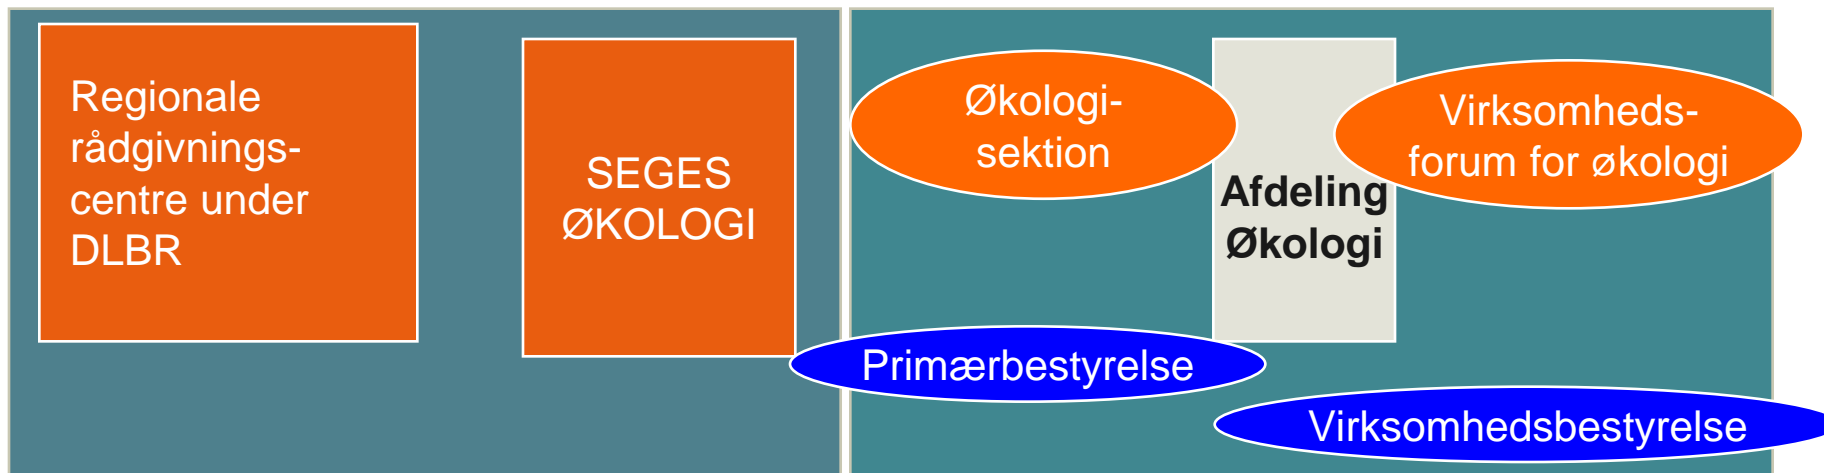 Regionale
rådgivnings-
centre under
DLBR
SEGES
ØKOLOGI
Økologi-
sektion
Afdeling
Økologi
Virksomheds-
forum for økologi
Primærbestyrelse
Virksomhedsbestyrelse